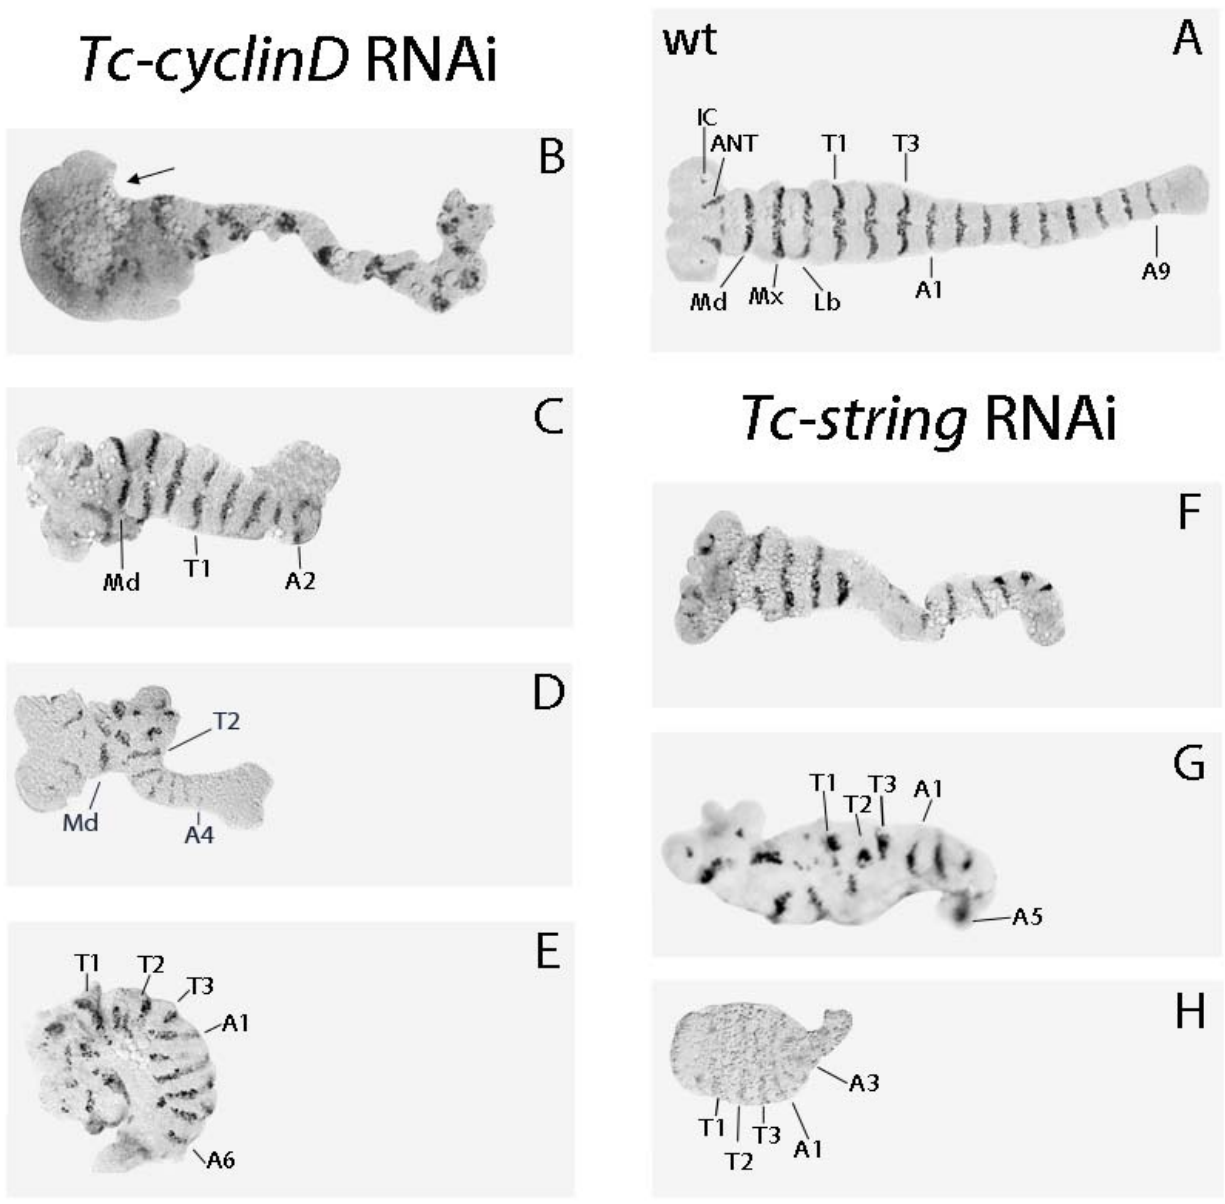 Tc-cyclinD RNAi
B
C
Md
T1
A2
D
T2
Md
A4
E
T1
T2
T3
A1
A6
wt
A
IC
ANT
T1
T3
Md
Mx
Lb
A1
A9
Tc-string RNAi
F
G
T1
T2
T3
A1
A5
H
A3
T1
T2
T3
A1